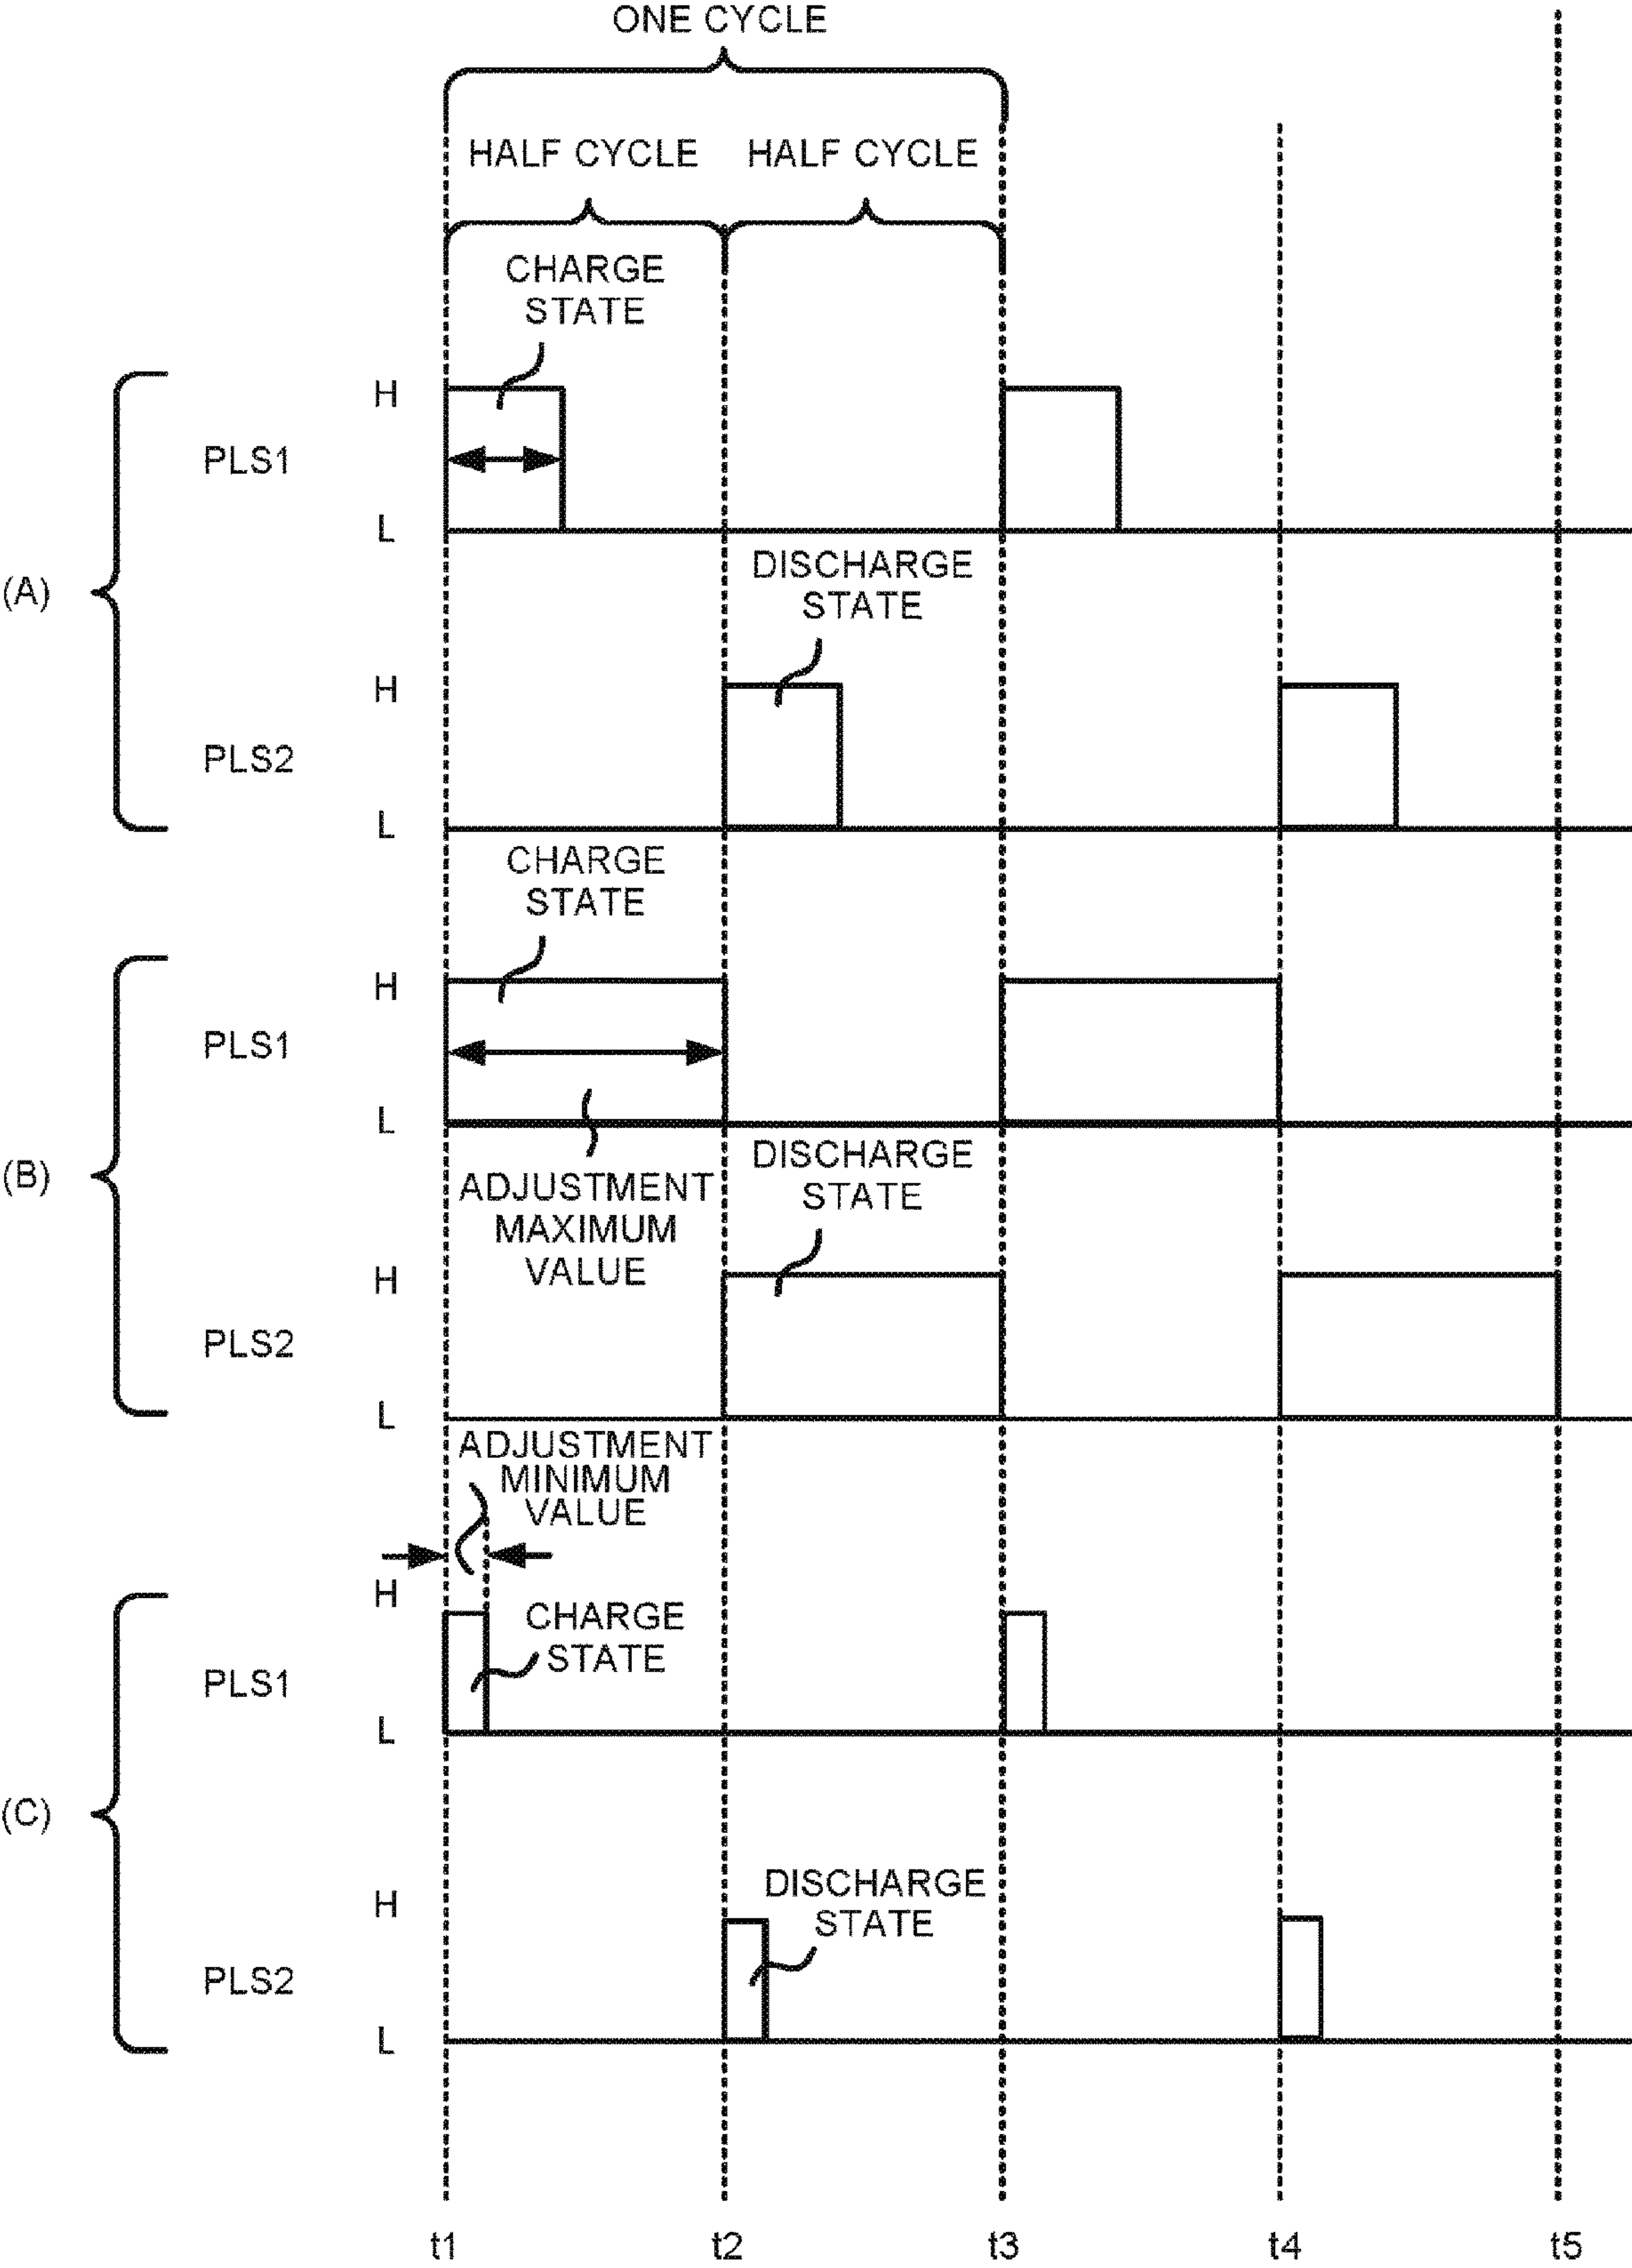 ONE CYCLE
HALF CYCLE HALF CYCLE
CHARGE
STATE
H
PLS1
L
(A)
DISCHARGE
STATE
H
PLS2
L
CHARGE
STATE
H
PLS1
L
(B)
ADJUSTMENT
MAXIMUM
VALUE
DISCHARGE
STATE
H
PLS2
L
ADJUSTMENT
MINIMUM
VALUE
H
CHARGE
STATE
PLS1
L
(C)
DISCHARGE
STATE
H
PLS2
L
t1 t2 t3 t4 t5